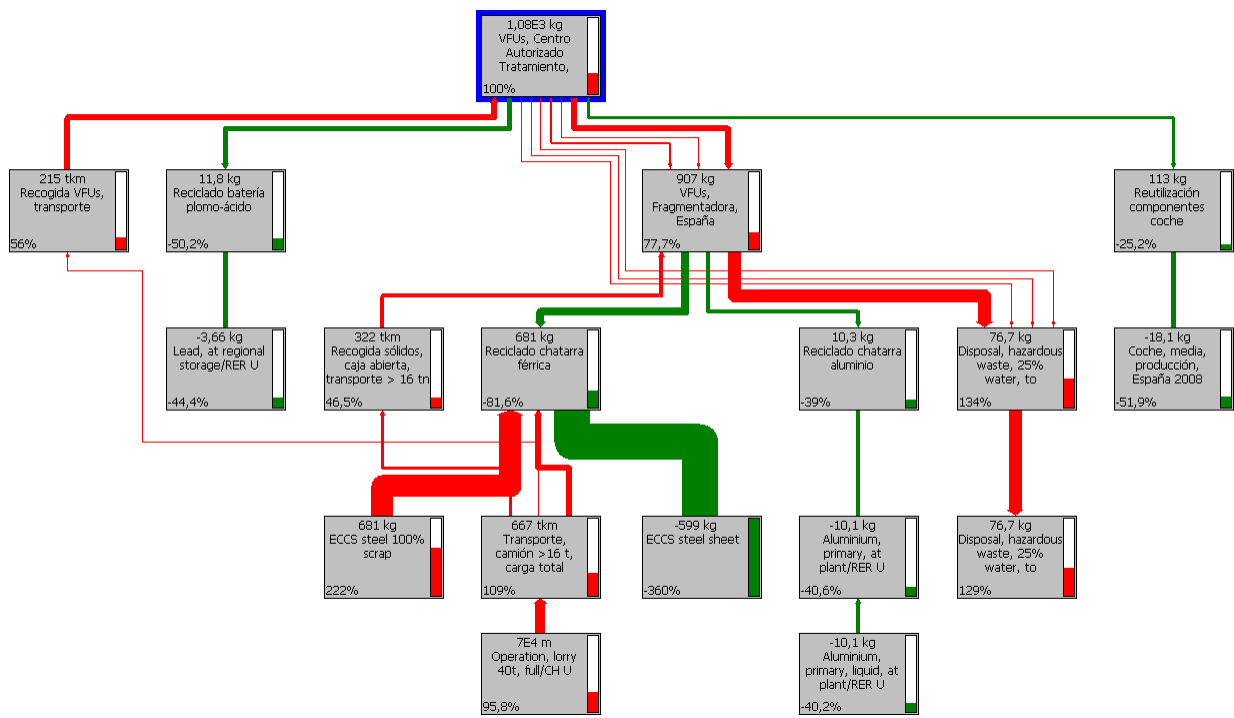 1,08E3 kg
VFUs, Centro
Autorizado
Tratamiento,
100%
215 tkm
Recogida VFUs,
transporte
56%
11,8 kg
Reciclado batería
plomo-ácido
-50,2%
907 kg
VFUs,
Fragmentadora,
España
77,7%
113 kg
Reutilización
componentes
coche
-25,2%
-3,66 kg
Lead, at regional
storage/RER U
-44,4%
322 tkm
Recogida sólidos,
caja abierta,
transporte > 16 tn
46,5%
681 kg
Reciclado chatarra
férrica
-81,6%
10,3 kg
Reciclado chatarra
aluminio
-39%
76,7 kg
Disposal, hazardous
waste, 25%
water, to
134%
-18,1 kg
Coche, media,
producción,
España 2008
-51,9%
681 kg
ECCS steel 100%
scrap
222%
667 tkm
Transporte,
camión >16 t,
carga total
109%
-599 kg
ECCS steel sheet
-360%
-10,1 kg
Aluminium,
primary, at
plant/RER U
-40,6%
76,7 kg
Disposal, hazardous
waste, 25%
water, to
129%
7E4 m
Operation, lorry
40t, full/CH U
95,8%
-10,1 kg
Aluminium,
primary, liquid, at
plant/RER U
-40,2%